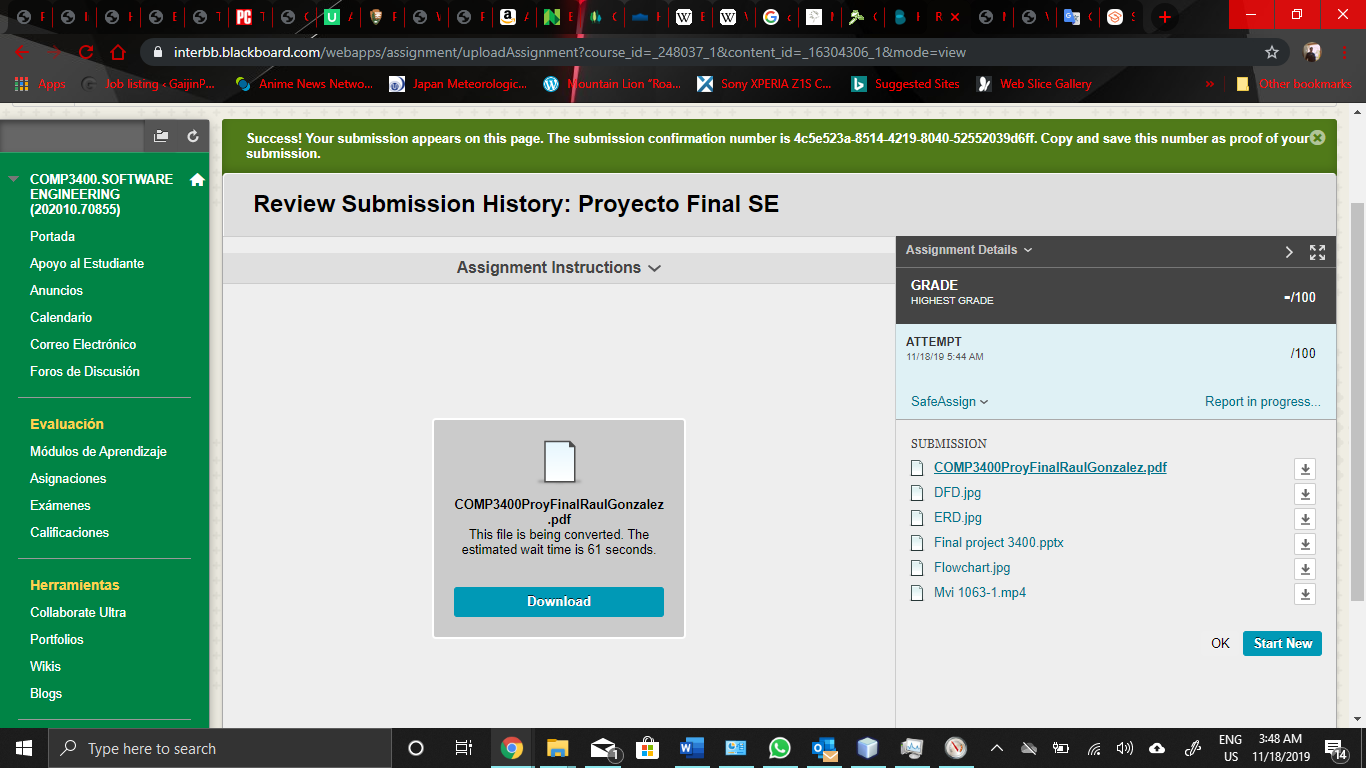 interbb.blackboard.com/webapps/assignment/uploadAssignment?course_id=_248037_1&content_id=_16304306_1&mode=view
Apps
Job listing ‹ GaijinP...
Anime News Netwo...
Japan Meteorologic...
Mountain Lion "Roa...
Sony XPERIA Z1S C...
Suggested Sites
Web Slice Gallery
»
Other bookmarks
Success! Your submission appears on this page. The submission confirmation number is 4c5e523a-8514-4219-8040-52552039d6ff. Copy and save this number as proof of your
submission.
COMP3400.SOFTWARE
ENGINEERING
(202010.70855)
Portada
Apoyo al Estudiante
Anuncios
Calendario
Correo Electrónico
Foros de Discusión
Evaluación
Módulos de Aprendizaje
Asignaciones
Exámenes
Calificaciones
Herramientas
Collaborate Ultra
Portfolios
Wikis
Blogs
Review Submission History: Proyecto Final SE
Assignment Instructions
COMP3400ProyFinalRaulGonzalez
.pdf
This file is being converted. The
estimated wait time is 61 seconds.
Download
Assignment Details
GRADE
HIGHEST GRADE
-/100
ATTEMPT
11/18/19 5:44 AM
/100
SafeAssign
Report in progress...
SUBMISSION
COMP3400ProyFinalRaulGonzalez.pdf
DFD.jpg
ERD.jpg
Final project 3400.pptx
Flowchart.jpg
Mvi 1063-1.mp4
OK
Start New
Type here to search
1
ENG
US
3:48 AM
11/18/2019
14